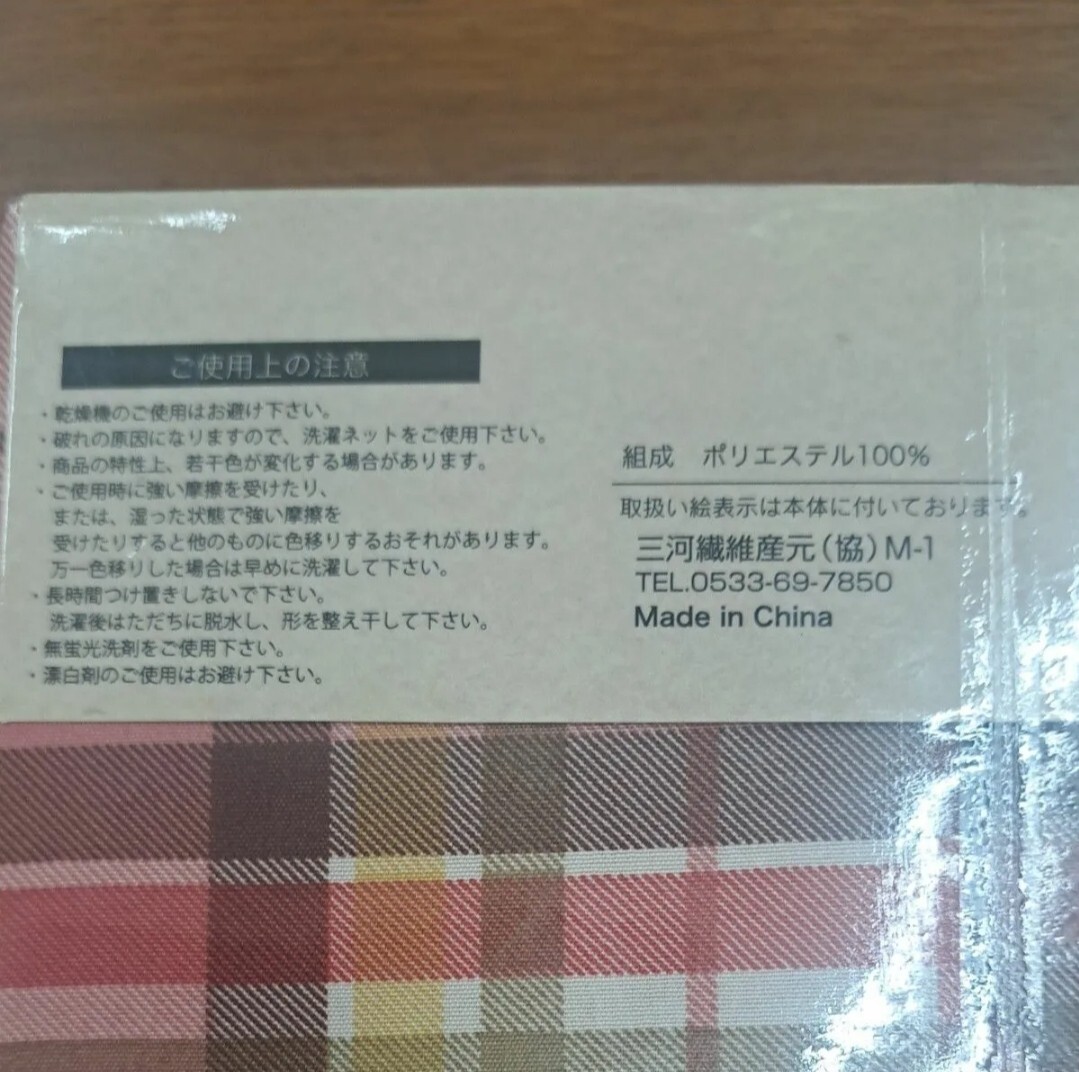 ご使用上の注意
・乾燥機のご使用はお避け下さい。
・破れの原因になりますので、洗濯ネットをご使用下さい。
・商品の特性上、若干色が変化する場合があります。
・ご使用時に強い摩擦を受けたり、
または、湿った状態で強い摩擦を
受けたりすると他のものに色移りするおそれがあります。
万一色移りした場合は早めに洗濯して下さい。
・長時間つけ置きしないで下さい。
洗濯後はただちに脱水し、形を整え干して下さい。
・無蛍光洗剤をご使用下さい。
・漂白剤のご使用はお避け下さい。
組成 ポリエステル100%
取扱い絵表示は本体に付いております。
三河繊維産元(協)M-1
TEL.0533-69-7850
Made in China